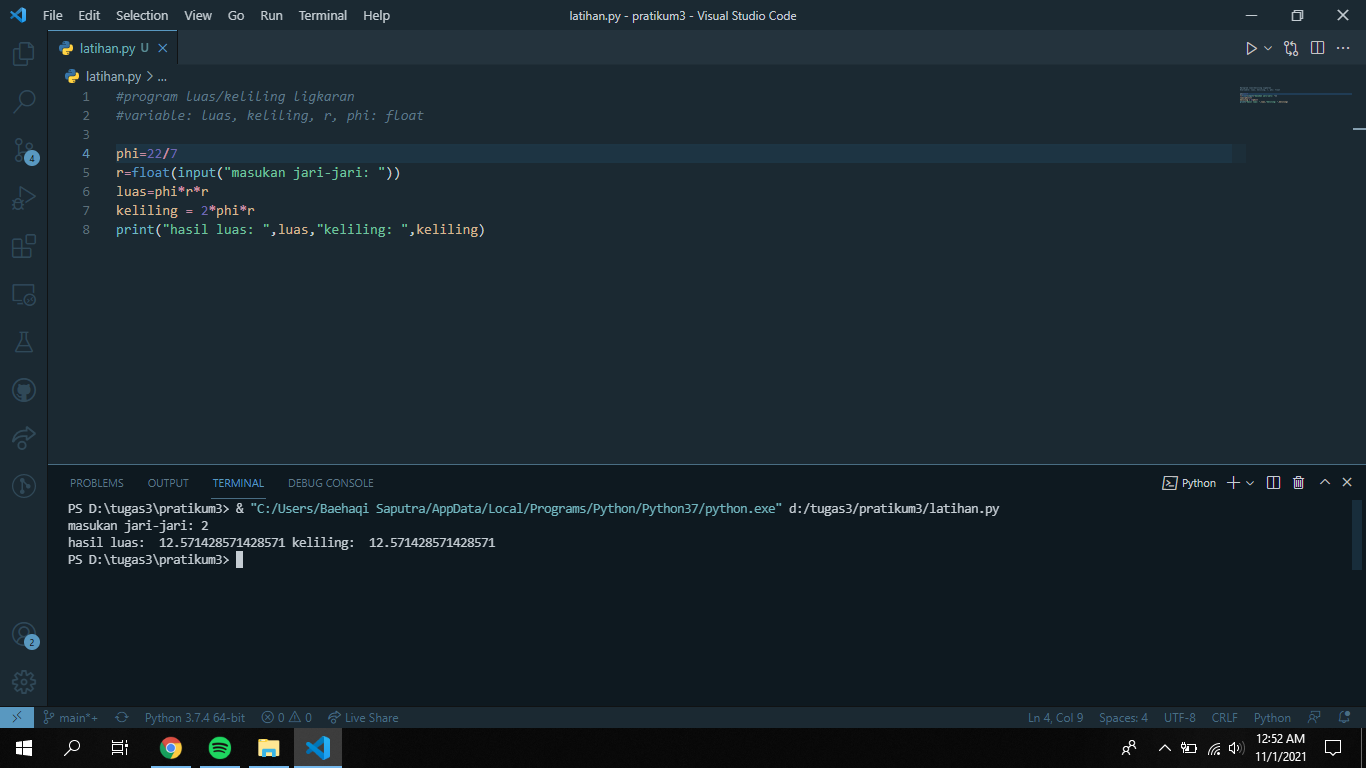 File Edit Selection View Go Run Terminal Help latihan.py - pratikum3 - Visual Studio Code
latihan.py U
latihan.py > ...
1 #program luas/keliling ligkaran
2 #variable: luas, keliling, r, phi: float
3
4 phi=22/7
5 r=float(input("masukan jari-jari: "))
6 luas=phi*r*r
7 keliling = 2*phi*r
8 print("hasil luas: ",luas,"keliling: ",keliling)
4
PROBLEMS OUTPUT TERMINAL DEBUG CONSOLE Python
PS D:\tugas3\pratikum3> & "C:/Users/Baehaqi Saputra/AppData/Local/Programs/Python/Python37/python.exe" d:/tugas3/pratikum3/latihan.py
masukan jari-jari: 2
hasil luas:  12.571428571428571 keliling:  12.571428571428571
PS D:\tugas3\pratikum3>
2
main*+ Python 3.7.4 64-bit 0 0 Live Share Ln 4, Col 9 Spaces: 4 UTF-8 CRLF Python
12:52 AM
11/1/2021